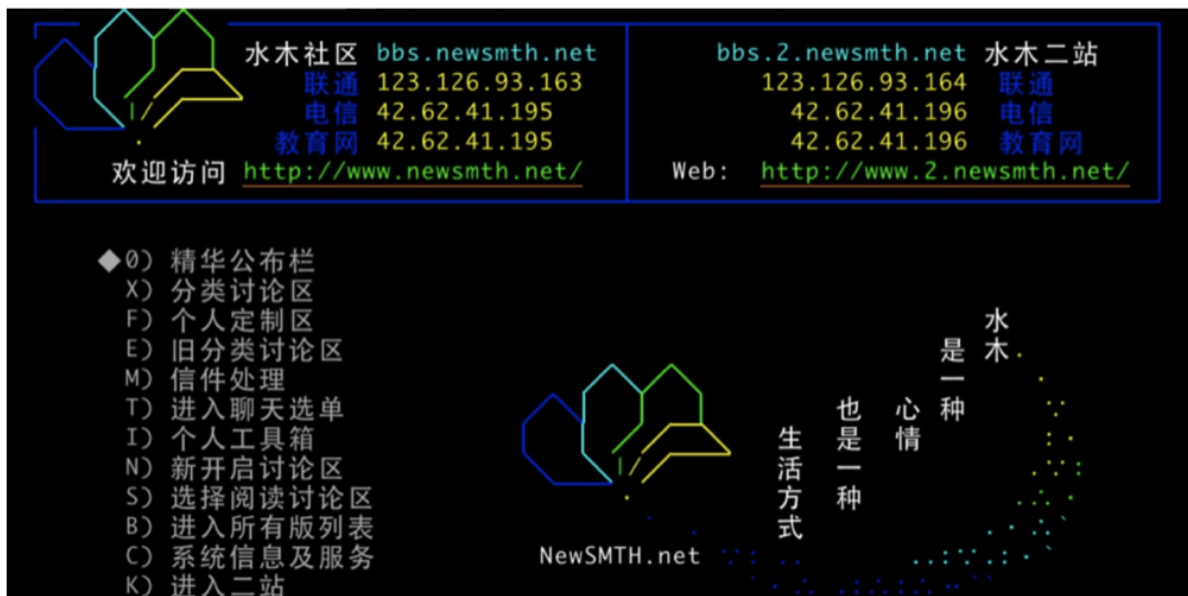 水木社区 bbs.newsmth.net
联通 123.126.93.163
电信 42.62.41.195
教育网 42.62.41.195
欢迎访问 http://www.newsmth.net/
bbs.2.newsmth.net 水木二站
123.126.93.164 联通
42.62.41.196 电信
42.62.41.196 教育网
Web: http://www.2.newsmth.net/
◆0) 精华公布栏
X) 分类讨论区
F) 个人定制区
E) 旧分类讨论区
M) 信件处理
T) 进入聊天选单
I) 个人工具箱
N) 新开启讨论区
S) 选择阅读讨论区
B) 进入所有版列表
C) 系统信息及服务
K) 进入二站
水木
是一种
心情
也是一种
生活方式
NewSMTH.net